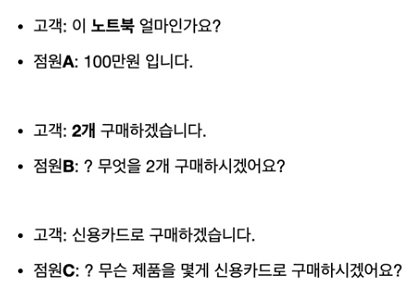 • 고객: 이 노트북 얼마인가요?
• 점원A: 100만원 입니다.
• 고객: 2개 구매하겠습니다.
• 점원B: ? 무엇을 2개 구매하시겠어요?
• 고객: 신용카드로 구매하겠습니다.
• 점원C: ? 무슨 제품을 몇게 신용카드로 구매하시겠어요?